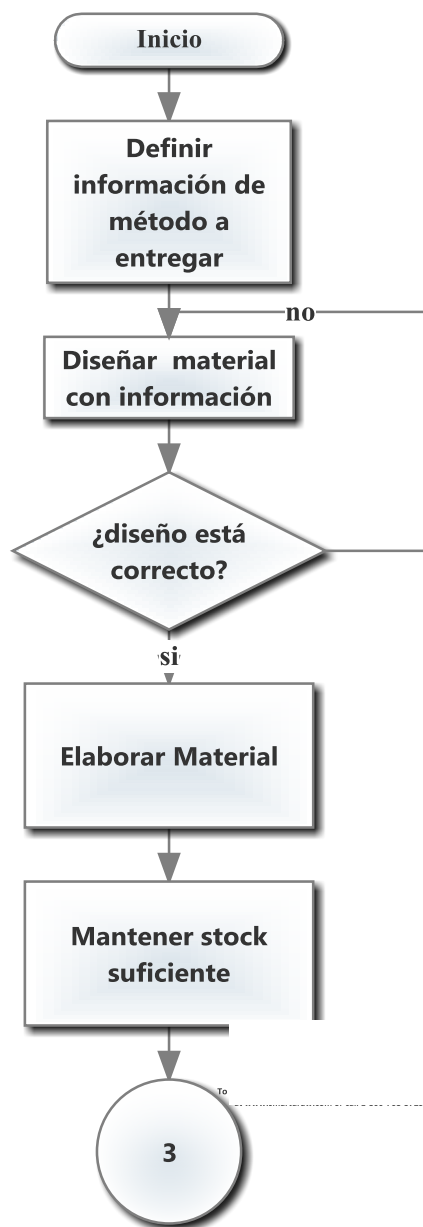 Inicio
Definir
información de
método a
entregar
no
Diseñar material
con información
¿diseño está
correcto?
si
Elaborar Material
Mantener stock
suficiente
To
3